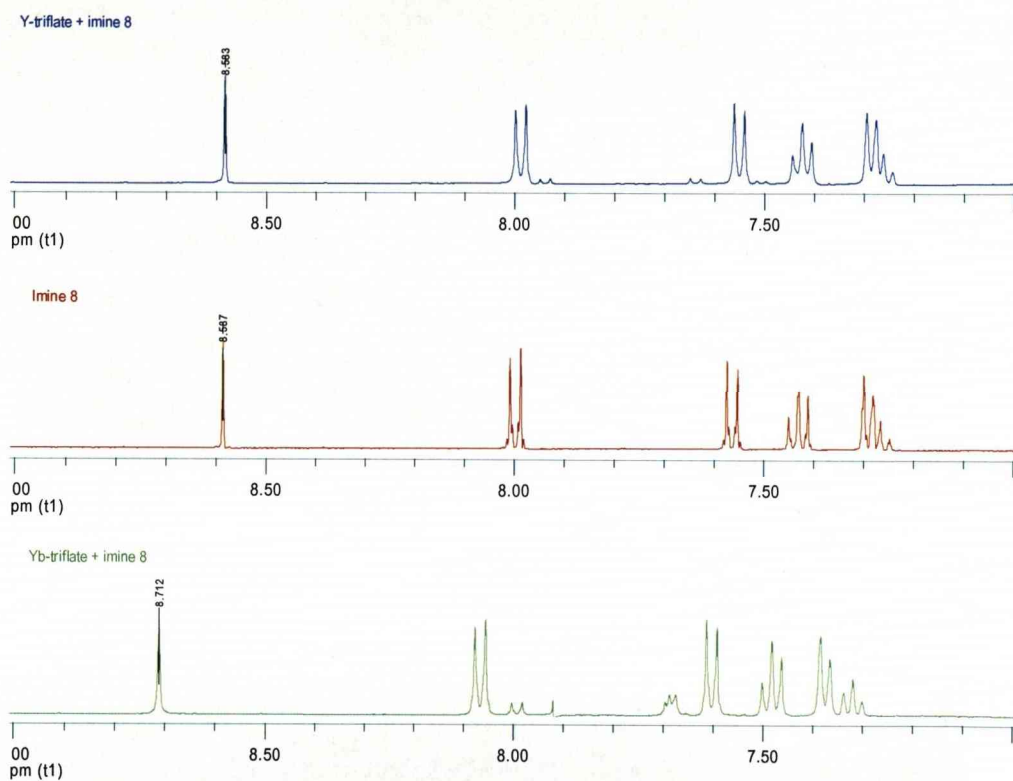 Y-triflate + imine 8
8.583
00 8.50 8.00 7.50
pm (t1)
Imine 8
8.587
00 8.50 8.00 7.50
pm (t1)
Yb-triflate + imine 8
8.712
00 8.50 8.00 7.50
pm (t1)